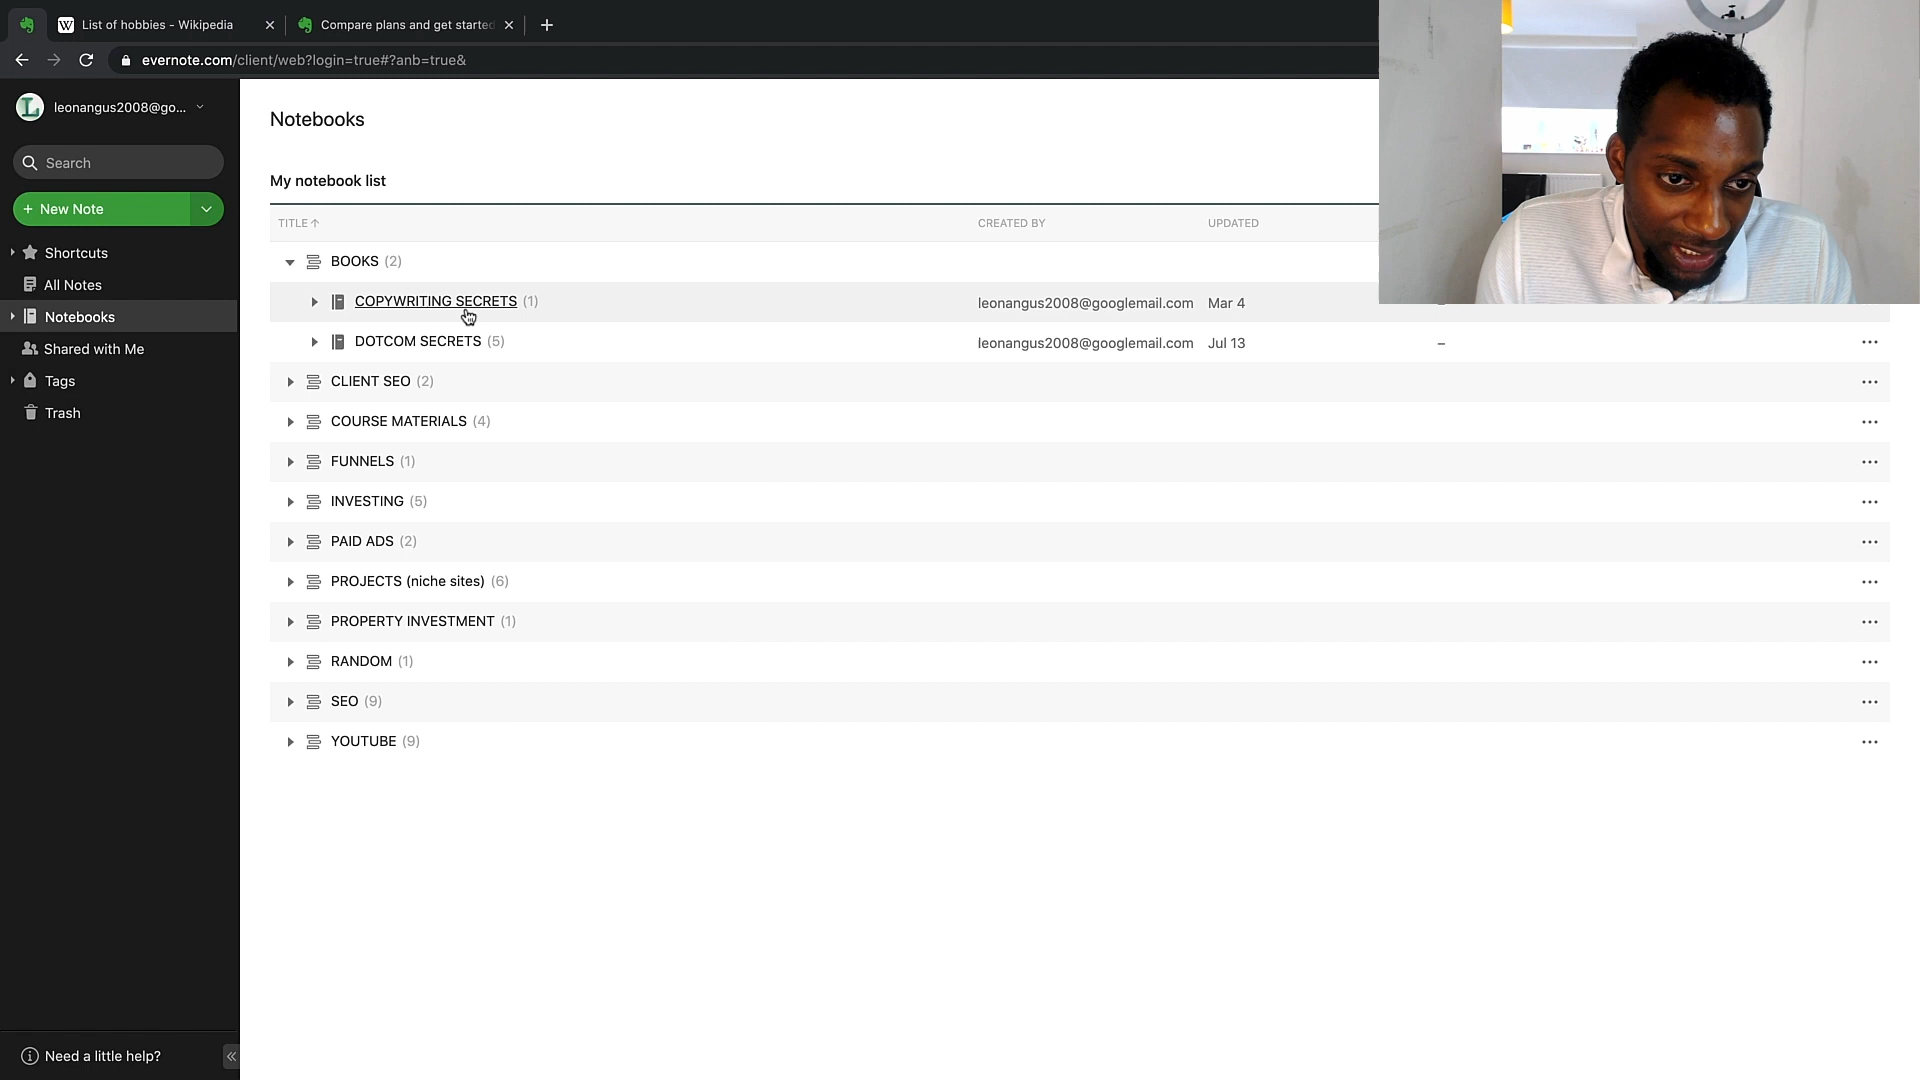 List of hobbies - Wikipedia
Compare plans and get started
evernote.com/client/web?login=true#?anb=true&
L leonangus2008@go...
Search
+ New Note
Shortcuts
All Notes
Notebooks
Shared with Me
Tags
Trash
Need a little help?
Notebooks
My notebook list
TITLE CREATED BY UPDATED
BOOKS (2)
COPYWRITING SECRETS (1) leonangus2008@googlemail.com Mar 4 –
DOTCOM SECRETS (5) leonangus2008@googlemail.com Jul 13 –
CLIENT SEO (2)
COURSE MATERIALS (4)
FUNNELS (1)
INVESTING (5)
PAID ADS (2)
PROJECTS (niche sites) (6)
PROPERTY INVESTMENT (1)
RANDOM (1)
SEO (9)
YOUTUBE (9)